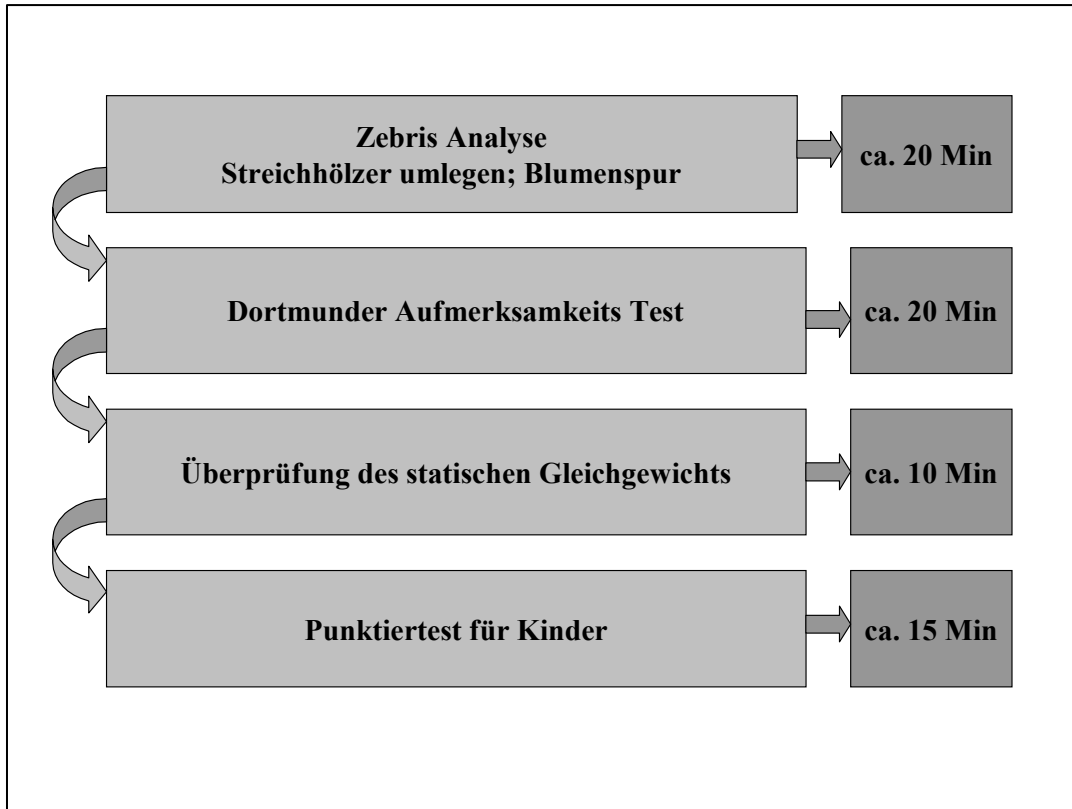 Zebris Analyse
Streichhölzer umlegen; Blumenspur
ca. 20 Min
Dortmunder Aufmerksamkeits Test
ca. 20 Min
Überprüfung des statischen Gleichgewichts
ca. 10 Min
Punktiertest für Kinder
ca. 15 Min